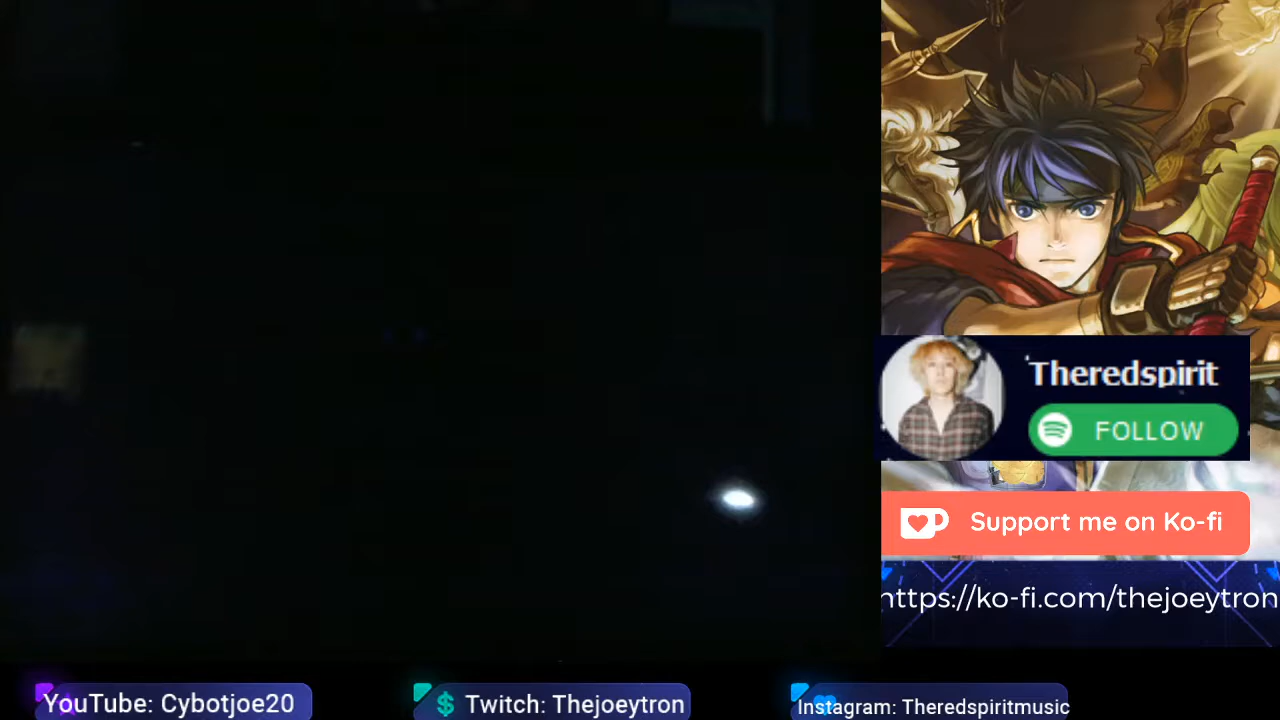 Theredspirit
FOLLOW
Support me on Ko-fi
https://ko-fi.com/thejoeytron
YouTube: Cybotjoe20
Twitch: Thejoeytron
Instagram: Theredspiritmusic